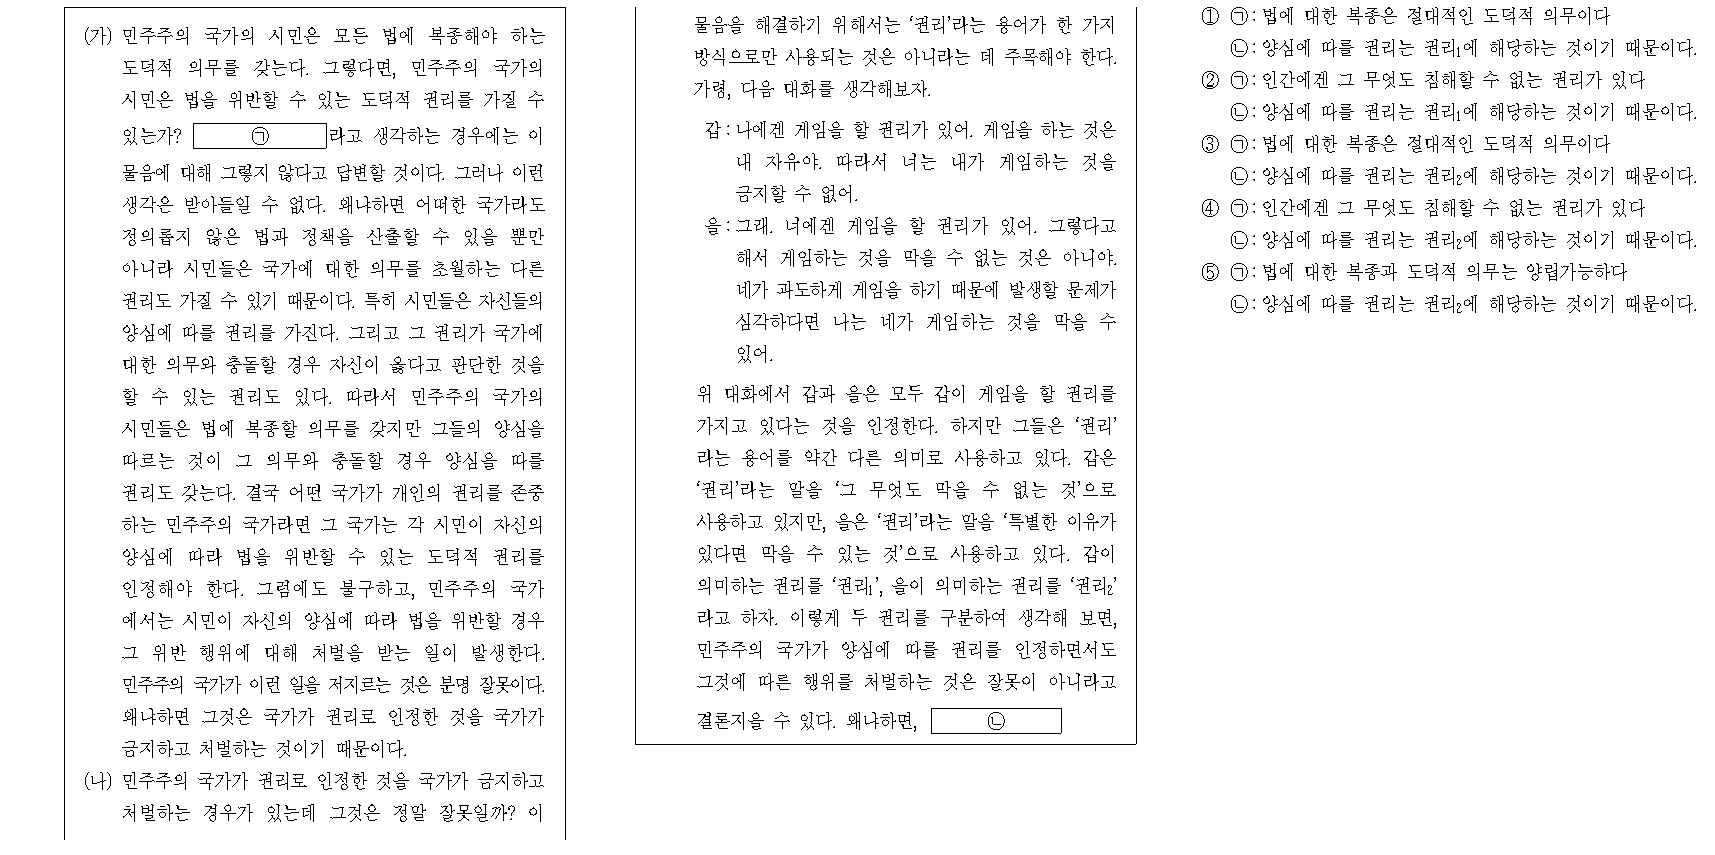 (가) 민주주의 국가의 시민은 모든 법에 복종해야 하는
도덕적 의무를 갖는다. 그렇다면, 민주주의 국가의
시민은 법을 위반할 수 있는 도덕적 권리를 가질 수
있는가? ㉠ 라고 생각하는 경우에는 이
물음에 대해 그렇지 않다고 답변할 것이다. 그러나 이런
생각은 받아들일 수 없다. 왜냐하면 어떠한 국가라도
정의롭지 않은 법과 정책을 산출할 수 있을 뿐만
아니라 시민들은 국가에 대한 의무를 초월하는 다른
권리도 가질 수 있기 때문이다. 특히 시민들은 자신들의
양심에 따를 권리를 가진다. 그리고 그 권리가 국가에
대한 의무와 충돌할 경우 자신이 옳다고 판단한 것을
할 수 있는 권리도 있다. 따라서 민주주의 국가의
시민들은 법에 복종할 의무를 갖지만 그들의 양심을
따르는 것이 그 의무와 충돌할 경우 양심을 따를
권리도 갖는다. 결국 어떤 국가가 개인의 권리를 존중
하는 민주주의 국가라면 그 국가는 각 시민이 자신의
양심에 따라 법을 위반할 수 있는 도덕적 권리를
인정해야 한다. 그럼에도 불구하고, 민주주의 국가
에서는 시민이 자신의 양심에 따라 법을 위반할 경우
그 위반 행위에 대해 처벌을 받는 일이 발생한다.
민주주의 국가가 이런 일을 저지르는 것은 분명 잘못이다.
왜냐하면 그것은 국가가 권리로 인정한 것을 국가가
금지하고 처벌하는 것이기 때문이다.
(나) 민주주의 국가가 권리로 인정한 것을 국가가 금지하고
처벌하는 경우가 있는데 그것은 정말 잘못일까? 이
물음을 해결하기 위해서는 ‘권리’라는 용어가 한 가지
방식으로만 사용되는 것은 아니라는 데 주목해야 한다.
가령, 다음 대화를 생각해보자.
갑: 나에겐 게임을 할 권리가 있어. 게임을 하는 것은
내 자유야. 따라서 너는 내가 게임하는 것을
금지할 수 없어.
을: 그래. 너에겐 게임을 할 권리가 있어. 그렇다고
해서 게임하는 것을 막을 수 없는 것은 아니야.
네가 과도하게 게임을 하기 때문에 발생할 문제가
심각하다면 나는 네가 게임하는 것을 막을 수
있어.
위 대화에서 갑과 을은 모두 갑이 게임을 할 권리를
가지고 있다는 것을 인정한다. 하지만 그들은 ‘권리’
라는 용어를 약간 다른 의미로 사용하고 있다. 갑은
‘권리’라는 말을 ‘그 무엇도 막을 수 없는 것’으로
사용하고 있지만, 을은 ‘권리’라는 말을 ‘특별한 이유가
있다면 막을 수 있는 것’으로 사용하고 있다. 갑이
의미하는 권리를 ‘권리₁’, 을이 의미하는 권리를 ‘권리₂’
라고 하자. 이렇게 두 권리를 구분하여 생각해 보면,
민주주의 국가가 양심에 따를 권리를 인정하면서도
그것에 따른 행위를 처벌하는 것은 잘못이 아니라고
결론지을 수 있다. 왜냐하면, ㉡
① ㉠: 법에 대한 복종은 절대적인 도덕적 의무이다
㉡: 양심에 따를 권리는 권리₁에 해당하는 것이기 때문이다.
② ㉠: 인간에겐 그 무엇도 침해할 수 없는 권리가 있다
㉡: 양심에 따를 권리는 권리₁에 해당하는 것이기 때문이다.
③ ㉠: 법에 대한 복종은 절대적인 도덕적 의무이다
㉡: 양심에 따를 권리는 권리₂에 해당하는 것이기 때문이다.
④ ㉠: 인간에겐 그 무엇도 침해할 수 없는 권리가 있다
㉡: 양심에 따를 권리는 권리₂에 해당하는 것이기 때문이다.
⑤ ㉠: 법에 대한 복종과 도덕적 의무는 양립가능하다
㉡: 양심에 따를 권리는 권리₂에 해당하는 것이기 때문이다.